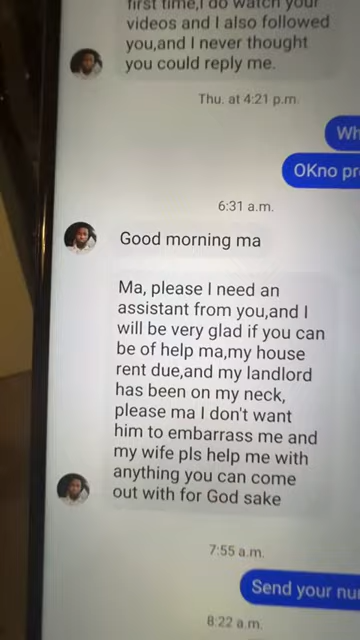 first time,I do watch your
videos and I also followed
you,and I never thought
you could reply me.
Thu. at 4:21 p.m.
OKno
6:31 a.m.
Good morning ma
Ma, please I need an
assistant from you,and I
will be very glad if you can
be of help ma,my house
rent due,and my landlord
has been on my neck,
please ma I don't want
him to embarrass me and
my wife pls help me with
anything you can come
out with for God sake
7:55 a.m.
Send your
8:22 a.m.